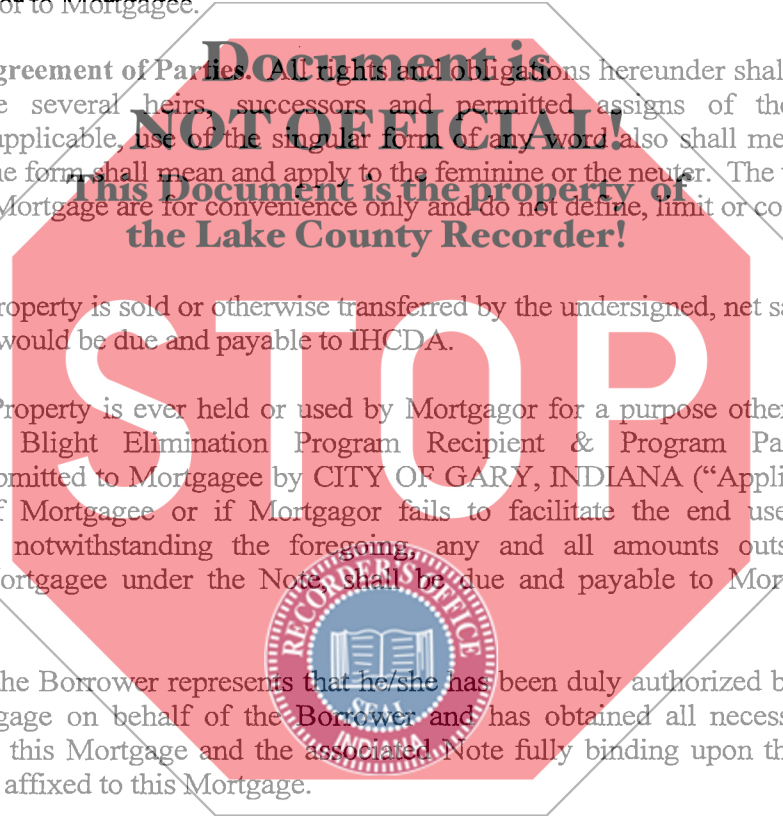 or to Mortgagee.
Document is
greement of Parties. All rights and obligations hereunder shal
e several heirs, successors and permitted assigns of the
NOT OFFICIAL!
applicable, use of the singular form of any word also shall me
ne form shall mean and apply to the feminine or the neuter. The
This Document is the property of
Mortgage are for convenience only and do not define, limit or co
the Lake County Recorder!
roperty is sold or otherwise transferred by the undersigned, net sa
would be due and payable to IHCDA.
STOP
Property is ever held or used by Mortgagor for a purpose other
Blight Elimination Program Recipient & Program Pa
bmitted to Mortgagee by CITY OF GARY, INDIANA ("Appli
f Mortgagee or if Mortgagor fails to facilitate the end use
notwithstanding the foregoing, any and all amounts outs
ortgagee under the Note, shall be due and payable to Mor
RECORDER'S OFFICE
SEAL
INDIANA
he Borrower represents that he/she has been duly authorized b
gage on behalf of the Borrower and has obtained all necess
this Mortgage and the associated Note fully binding upon th
affixed to this Mortgage.